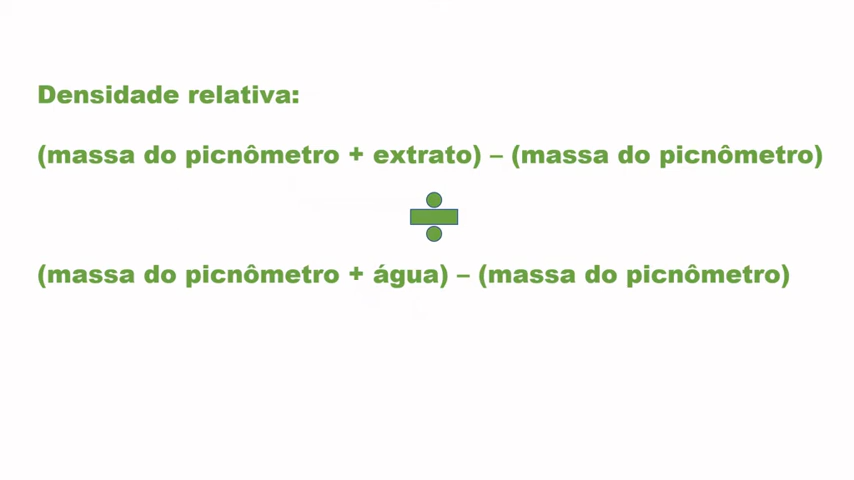 Densidade relativa:
(massa do picnômetro + extrato) – (massa do picnômetro)
÷
(massa do picnômetro + água) – (massa do picnômetro)